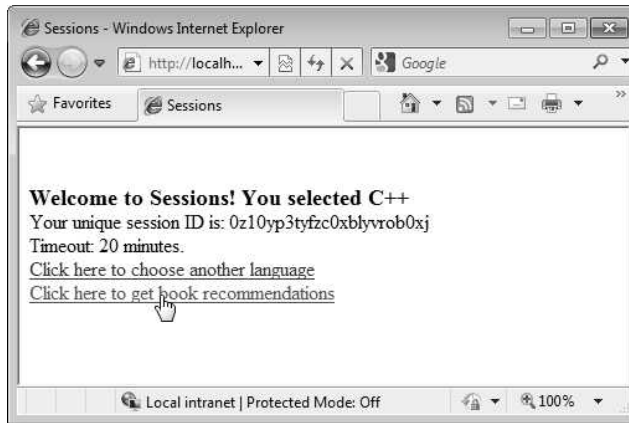 Sessions - Windows Internet Explorer
http://localh... Google
Favorites Sessions
Welcome to Sessions! You selected C++
Your unique session ID is: 0z10yp3tyfzc0xblyvrob0xj
Timeout: 20 minutes.
Click here to choose another language
Click here to get book recommendations
Local intranet | Protected Mode: Off 100%